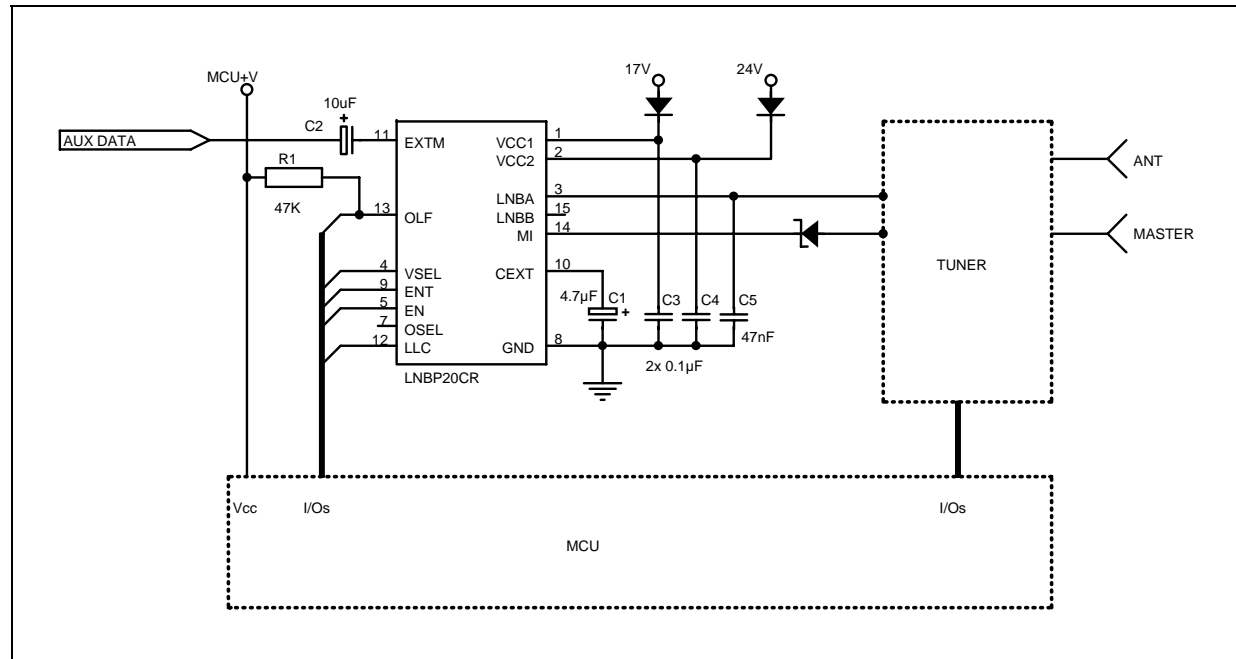 17V
24V
MCU+V
10uF
+
C2
AUX DATA
11
EXTM
VCC1
1
VCC2
2
R1
47K
LNBA
3
13
OLF
LNBB
15
MI
14
ANT
MASTER
TUNER
4
VSEL
CEXT
10
9
ENT
5
EN
7
OSEL
12
LLC
GND
8
4.7µF
C1
+
C3
C4
C5
47nF
2x 0.1µF
LNBP20CR
Vcc
I/Os
I/Os
MCU